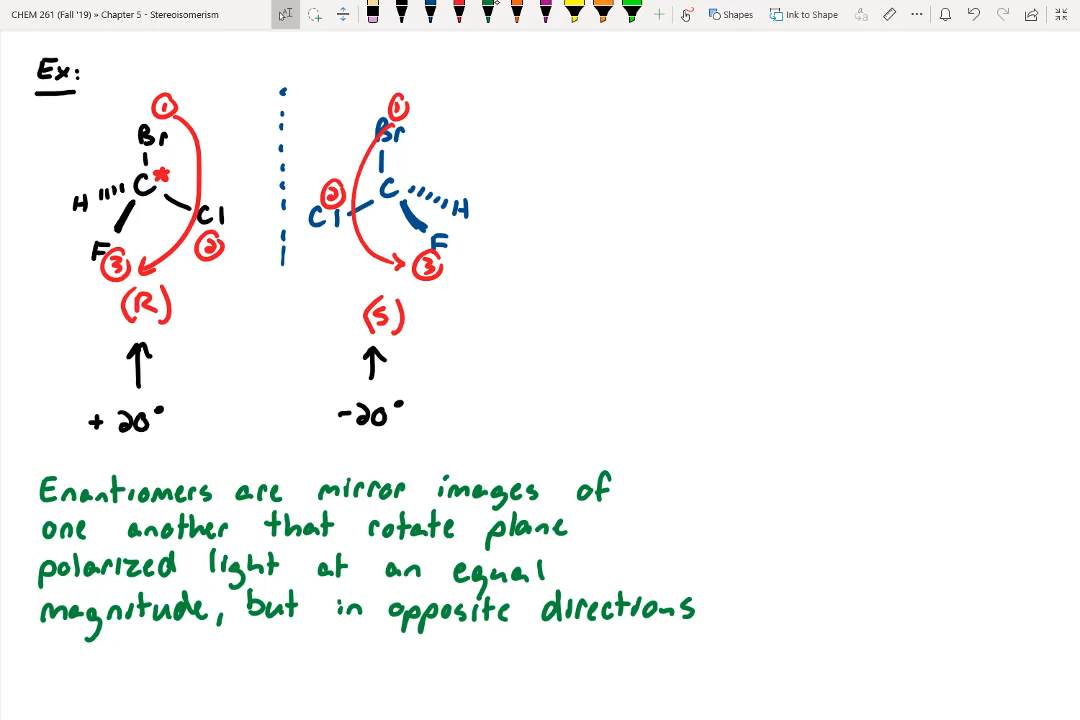 CHEM 261 (Fall '19) » Chapter 5 - Stereoisomerism
Shapes
Ink to Shape
Ex:
1
Br
C*
H
Cl
2
F
3
(R)
+ 20°
1
Br
2
C
Cl
H
F
3
(S)
-20°
Enantiomers are mirror images of
one another that rotate plane
polarized light at an equal
magnitude, but in opposite directions